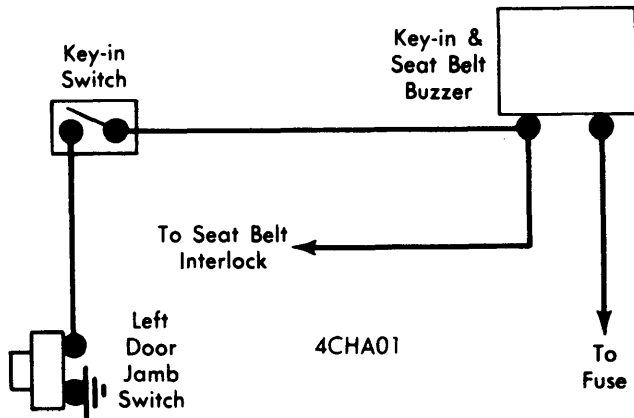 Key-in
Switch
Key-in &
Seat Belt
Buzzer
To Seat Belt
Interlock
Left
Door
Jamb
Switch
4CHA01
To
Fuse